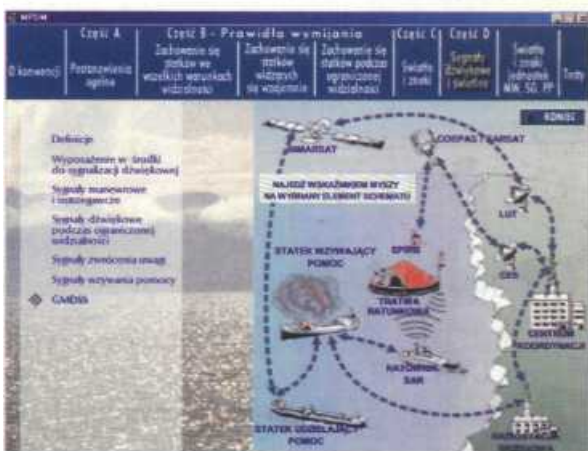 MPDM
Część A
Część B - Prawidła wymijania
Część C
Część D
O konwencji
Postanowienia
ogólne
Zachowanie się
statków we
wszelkich warunkach
widzialności
Zachowanie się
statków
widzących
się wzajemnie
Zachowanie się
statków podczas
ograniczonej
widzialności
Światła
i znaki
Sygnały
dźwiękowe
i świetlne
Światła
i znaki
jednostek
MW, SG, PP
Testy
KONIEC
Definicje
Wyposażenie w środki
do sygnalizacji dźwiękowej
Sygnały manewrowe
i ostrzegawcze
Sygnały dźwiękowe
podczas ograniczonej
widzialności
Sygnały zwrócenia uwagi
Sygnały wzywania pomocy
GMDSS
INMARSAT
COSPAS / SARSAT
NAJEDŹ WSKAŹNIKIEM MYSZY
NA WYBRANY ELEMENT SCHEMATU
LUT
EPIRB
STATEK WZYWAJĄCY
POMOC
CES
TRATWA
RATUNKOWA
CENTRUM
KOORDYNACJI
RATOWNIK
SAR
STATEK UDZIELAJĄCY
POMOC
RADIOSTACJA
BRZEGOWA